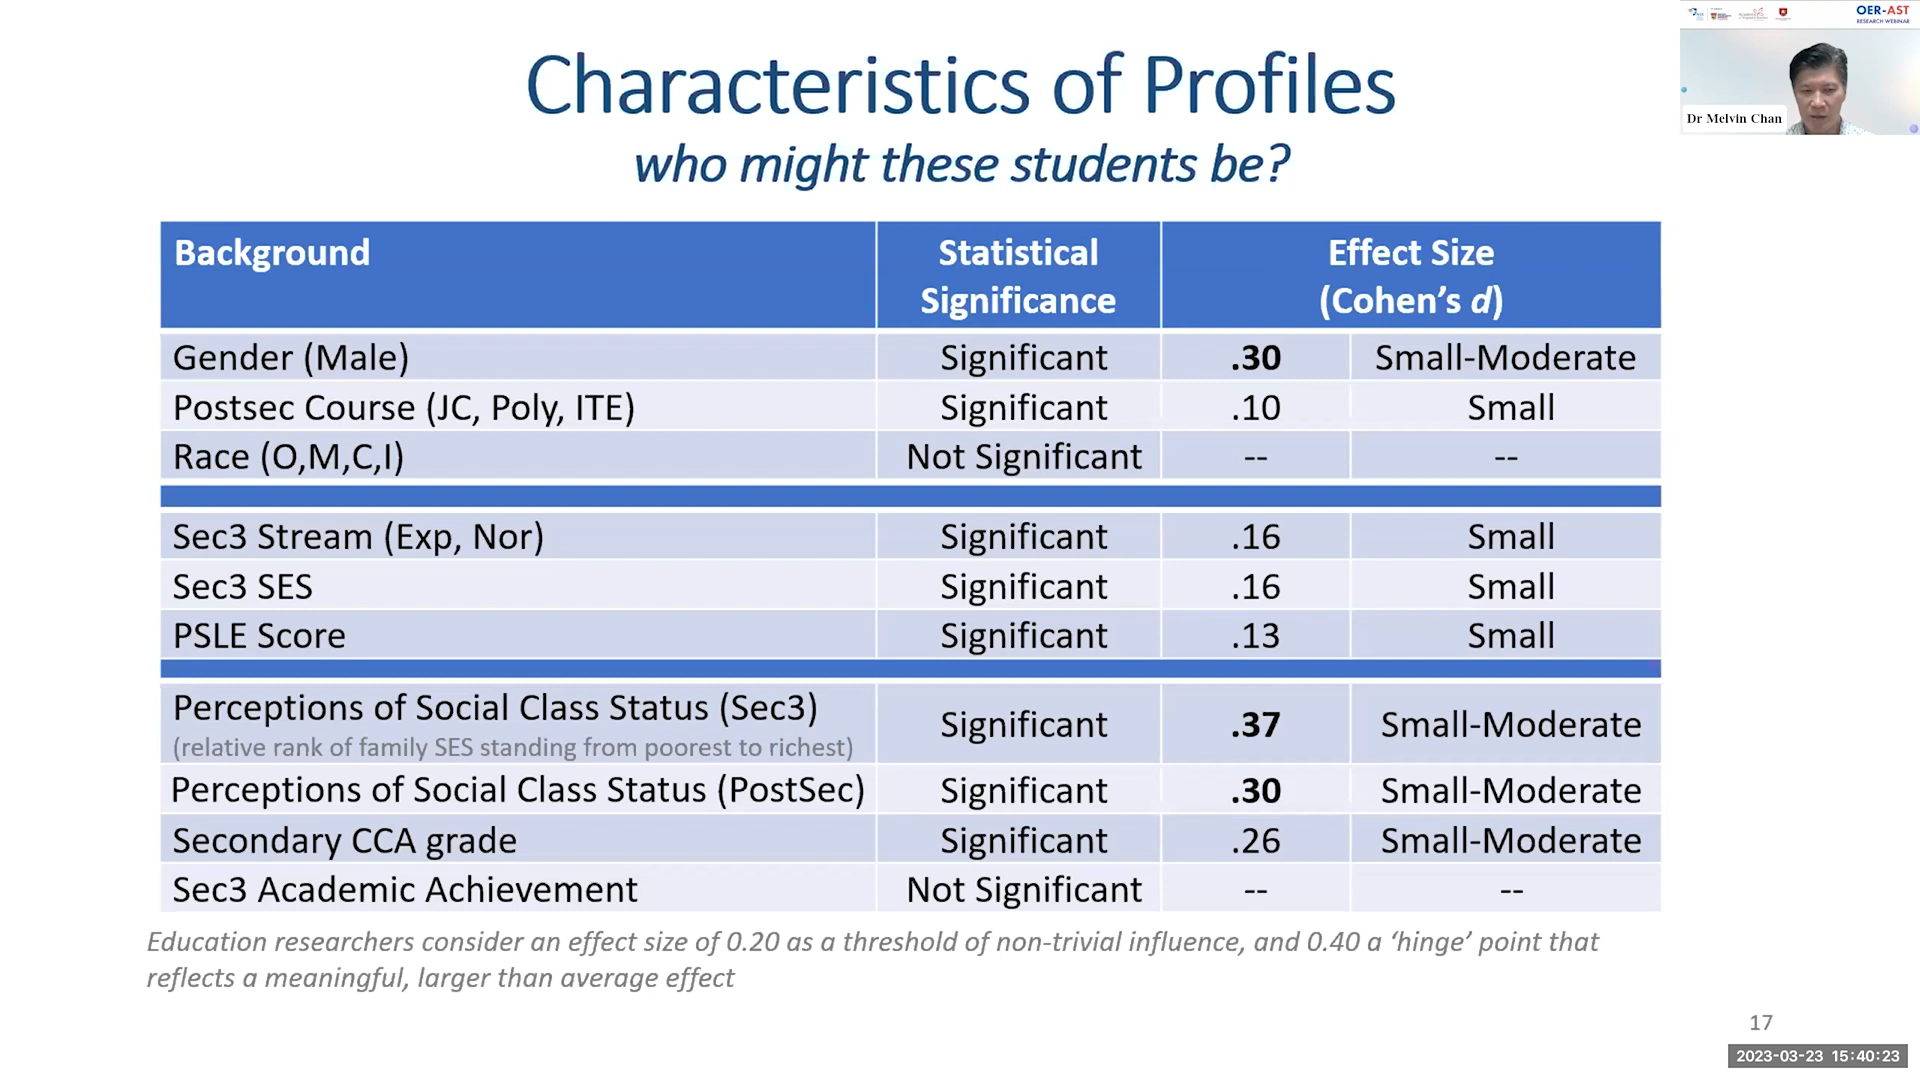 OER-AST
RESEARCH WEBINAR
Dr Melvin Chan
Characteristics of Profiles
who might these students be?
Background
Statistical
Significance
Effect Size
(Cohen's d)
Gender (Male) Significant .30 Small-Moderate
Postsec Course (JC, Poly, ITE) Significant .10 Small
Race (O,M,C,I) Not Significant -- --
Sec3 Stream (Exp, Nor) Significant .16 Small
Sec3 SES Significant .16 Small
PSLE Score Significant .13 Small
Perceptions of Social Class Status (Sec3) Significant .37 Small-Moderate
(relative rank of family SES standing from poorest to richest)
Perceptions of Social Class Status (PostSec) Significant .30 Small-Moderate
Secondary CCA grade Significant .26 Small-Moderate
Sec3 Academic Achievement Not Significant -- --
Education researchers consider an effect size of 0.20 as a threshold of non-trivial influence, and 0.40 a ‘hinge’ point that
reflects a meaningful, larger than average effect
17
2023-03-23 15:40:23